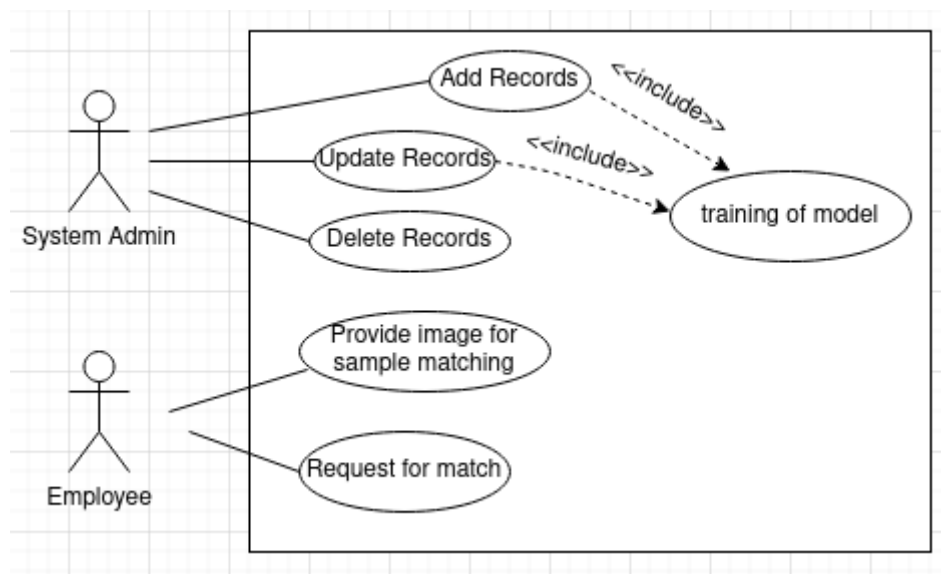 Add Records
<<include>>
Update Records
<<include>>
training of model
System Admin
Delete Records
Provide image for
sample matching
Request for match
Employee